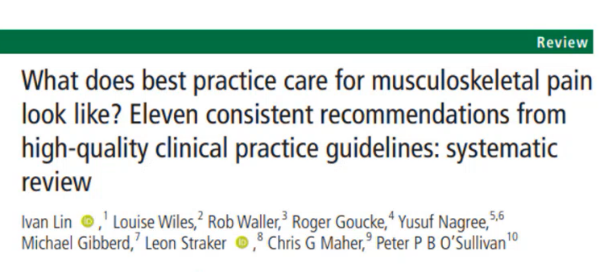 Review
What does best practice care for musculoskeletal pain
look like? Eleven consistent recommendations from
high-quality clinical practice guidelines: systematic
review
Ivan Lin iD ,1 Louise Wiles,2 Rob Waller,3 Roger Goucke,4 Yusuf Nagree,5,6
Michael Gibberd,7 Leon Straker iD ,8 Chris G Maher,9 Peter P B O'Sullivan10